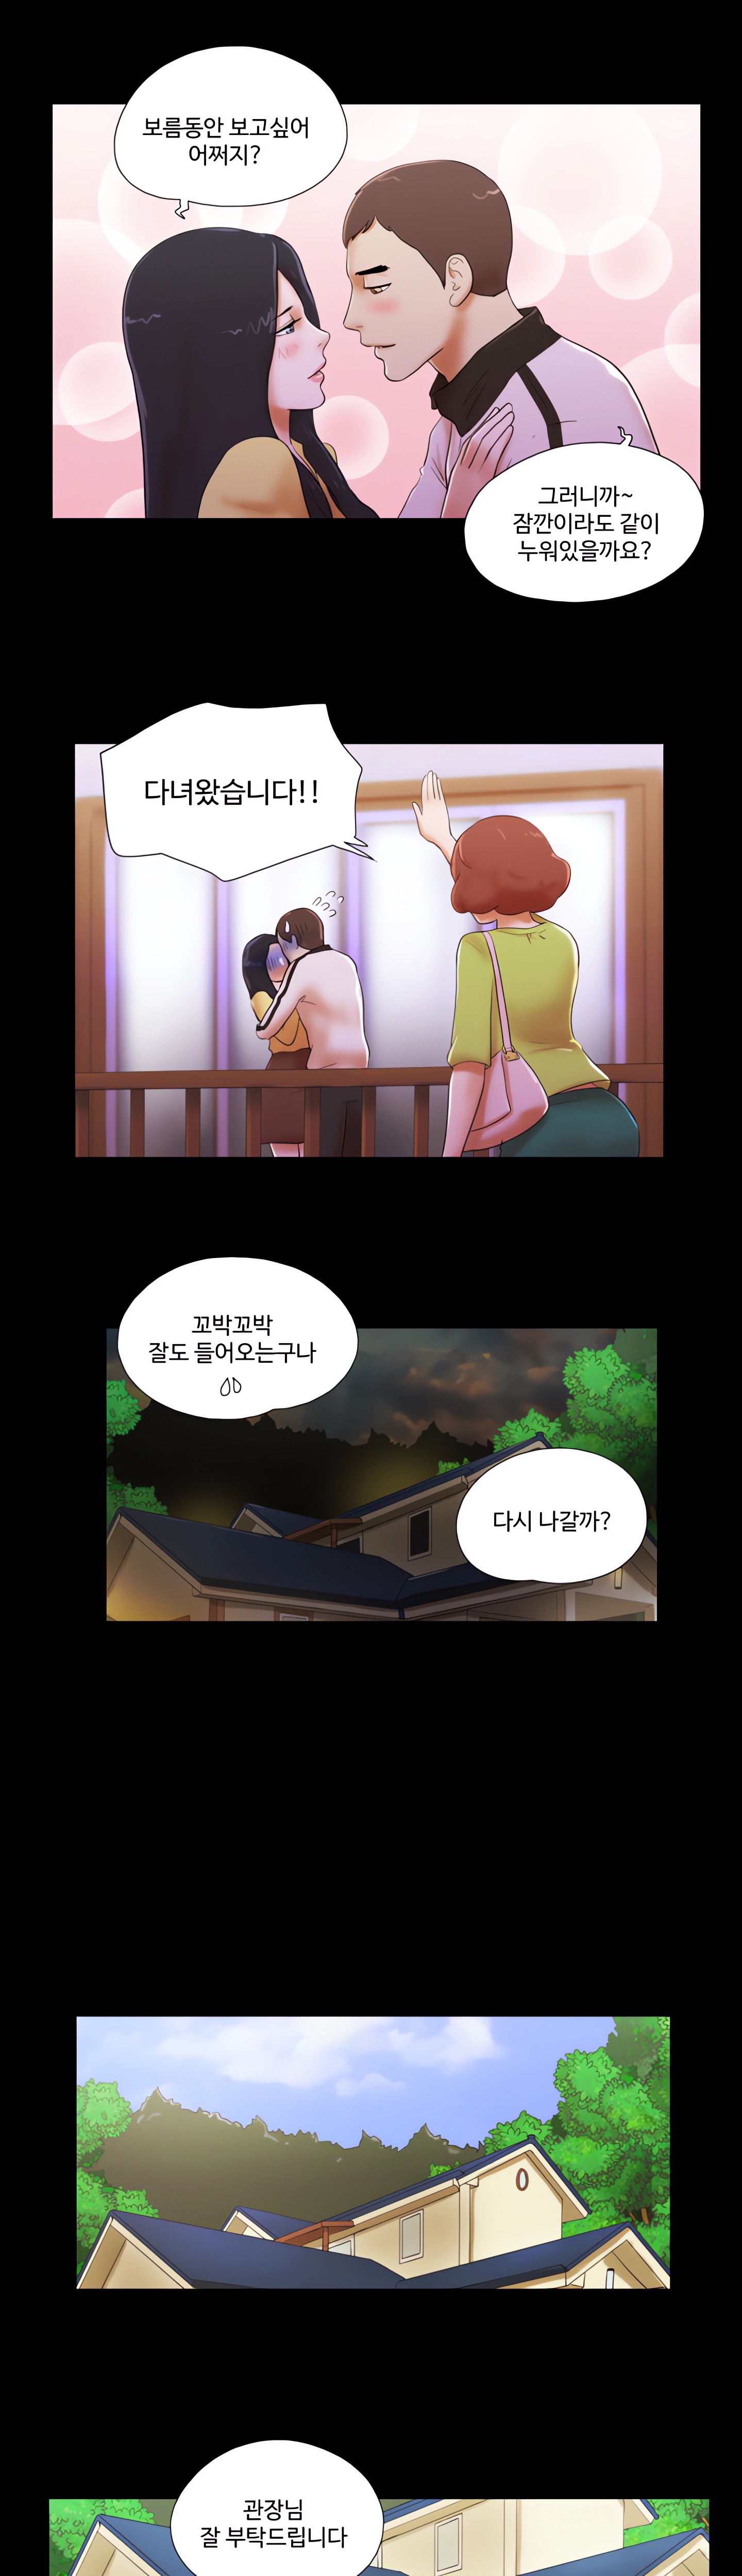 보름동안 보고싶어
어쩌지?
그러니까~
잠깐이라도 같이
누워있을까요?
다녀왔습니다!!
꼬박꼬박
잘도 들어오는구나
다시 나갈까?
관장님
잘 부탁드립니다